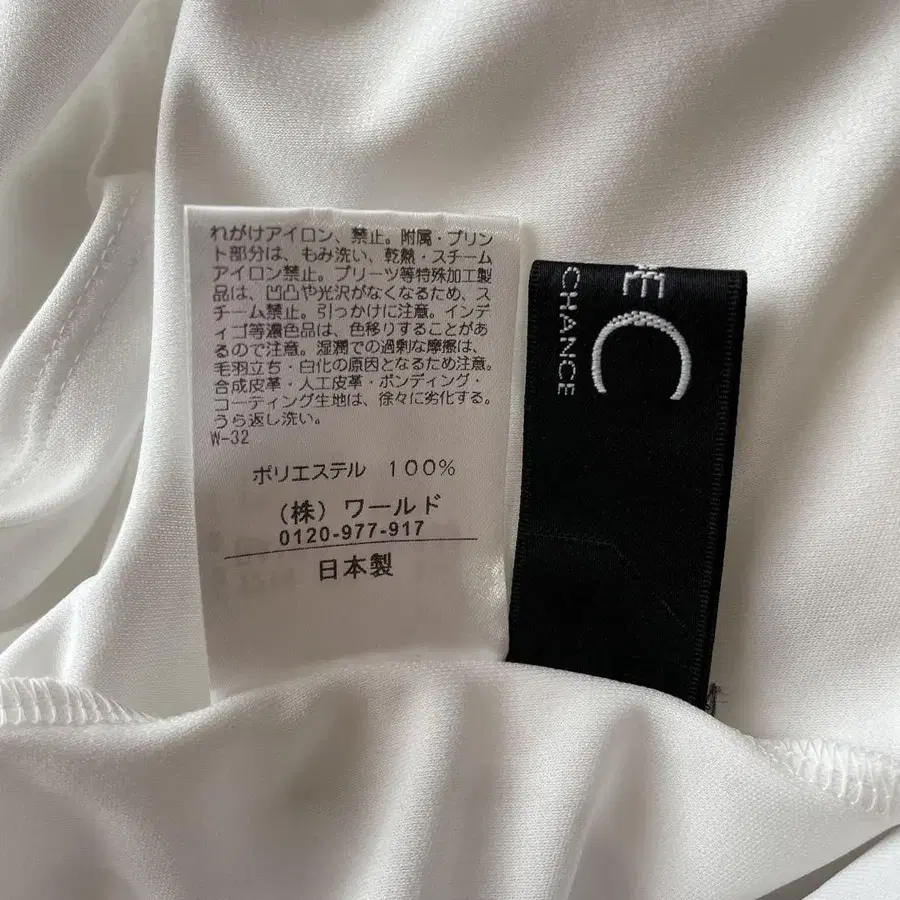 れがけアイロン、禁止。附属・プリン
ト部分は、もみ洗い、乾熱・スチーム
アイロン禁止。プリーツ等特殊加工製
品は、凹凸や光沢がなくなるため、ス
チーム禁止。引っかけに注意。インデ
ィゴ等濃色品は、色移りすることがあ
るので注意。湿潤での過剰な摩擦は、
毛羽立ち・白化の原因となるため注意。
合成皮革・人工皮革・ボンディング・
コーティング生地は、徐々に劣化する。
うら返し洗い。
W-32
ポリエステル 100%
(株) ワールド
0120-977-917
日本製
C
CHANCE